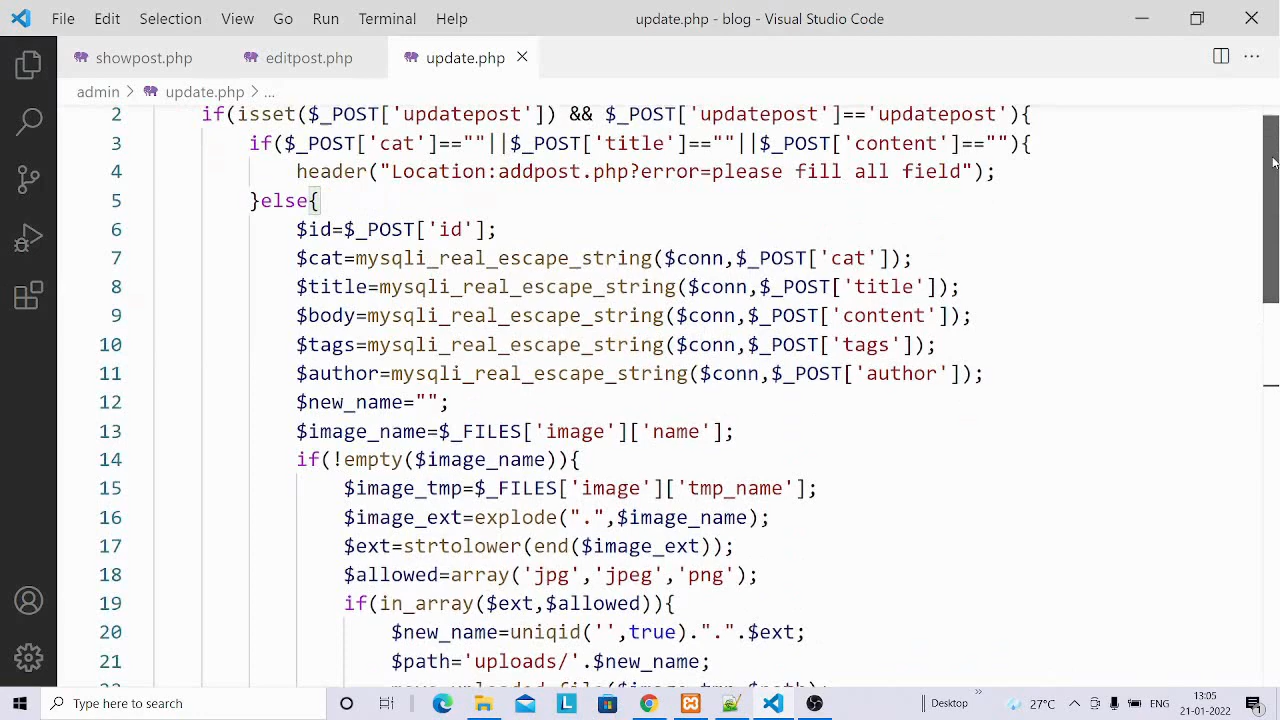 File Edit Selection View Go Run Terminal Help update.php - blog - Visual Studio Code
showpost.php editpost.php update.php
admin > update.php > ...
2 if(isset($_POST['updatepost']) && $_POST['updatepost']=='updatepost'){
3 if($_POST['cat']==""||$_POST['title']==""||$_POST['content']==""){
4 header("Location:addpost.php?error=please fill all field");
5 }else{
6 $id=$_POST['id'];
7 $cat=mysqli_real_escape_string($conn,$_POST['cat']);
8 $title=mysqli_real_escape_string($conn,$_POST['title']);
9 $body=mysqli_real_escape_string($conn,$_POST['content']);
10 $tags=mysqli_real_escape_string($conn,$_POST['tags']);
11 $author=mysqli_real_escape_string($conn,$_POST['author']);
12 $new_name="";
13 $image_name=$_FILES['image']['name'];
14 if(!empty($image_name)){
15 $image_tmp=$_FILES['image']['tmp_name'];
16 $image_ext=explode(".",$image_name);
17 $ext=strtolower(end($image_ext));
18 $allowed=array('jpg','jpeg','png');
19 if(in_array($ext,$allowed)){
20 $new_name=uniqid('',true).".".$ext;
21 $path='uploads/'.$new_name;
Type here to search Desktop 27°C ENG 13:05
21-01-2022